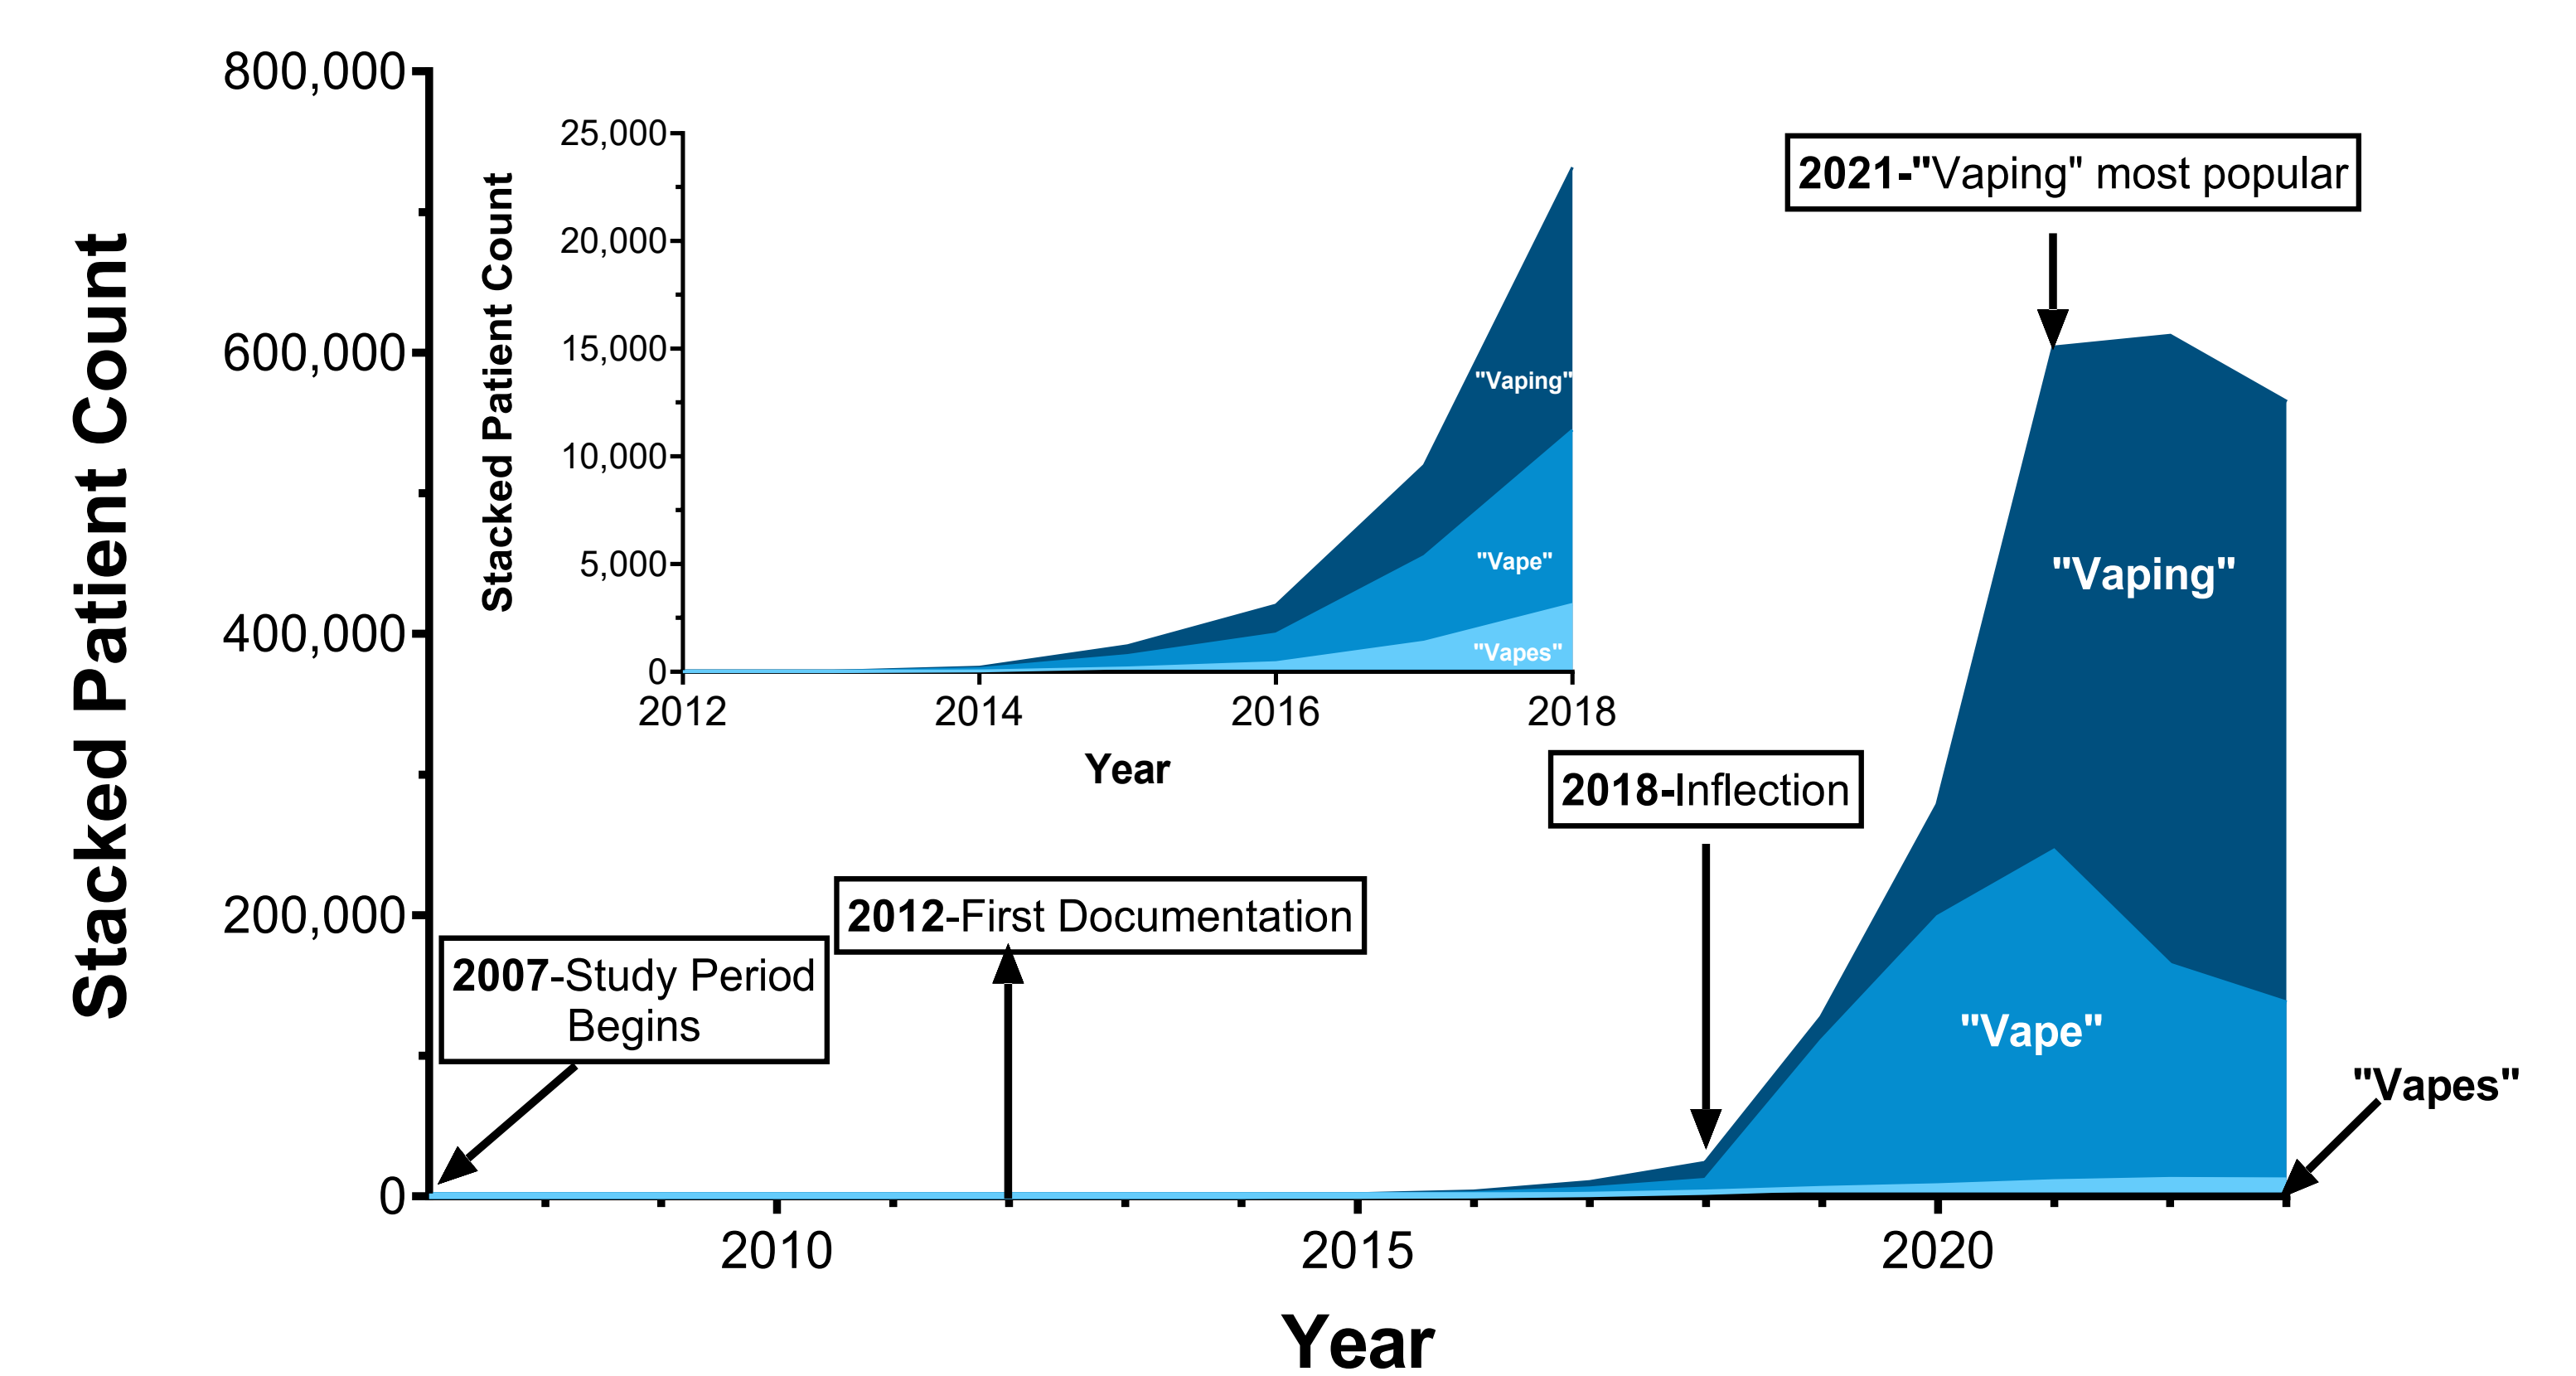 Stacked Patient Count
800,000
600,000
400,000
200,000
0
Stacked Patient Count
25,000
20,000
15,000
10,000
5,000
0
"Vaping"
"Vape"
"Vapes"
2012 2014 2016 2018
Year
2021-"Vaping" most popular
2018-Inflection
2012-First Documentation
2007-Study Period
Begins
"Vaping"
"Vape"
"Vapes"
2010 2015 2020
Year